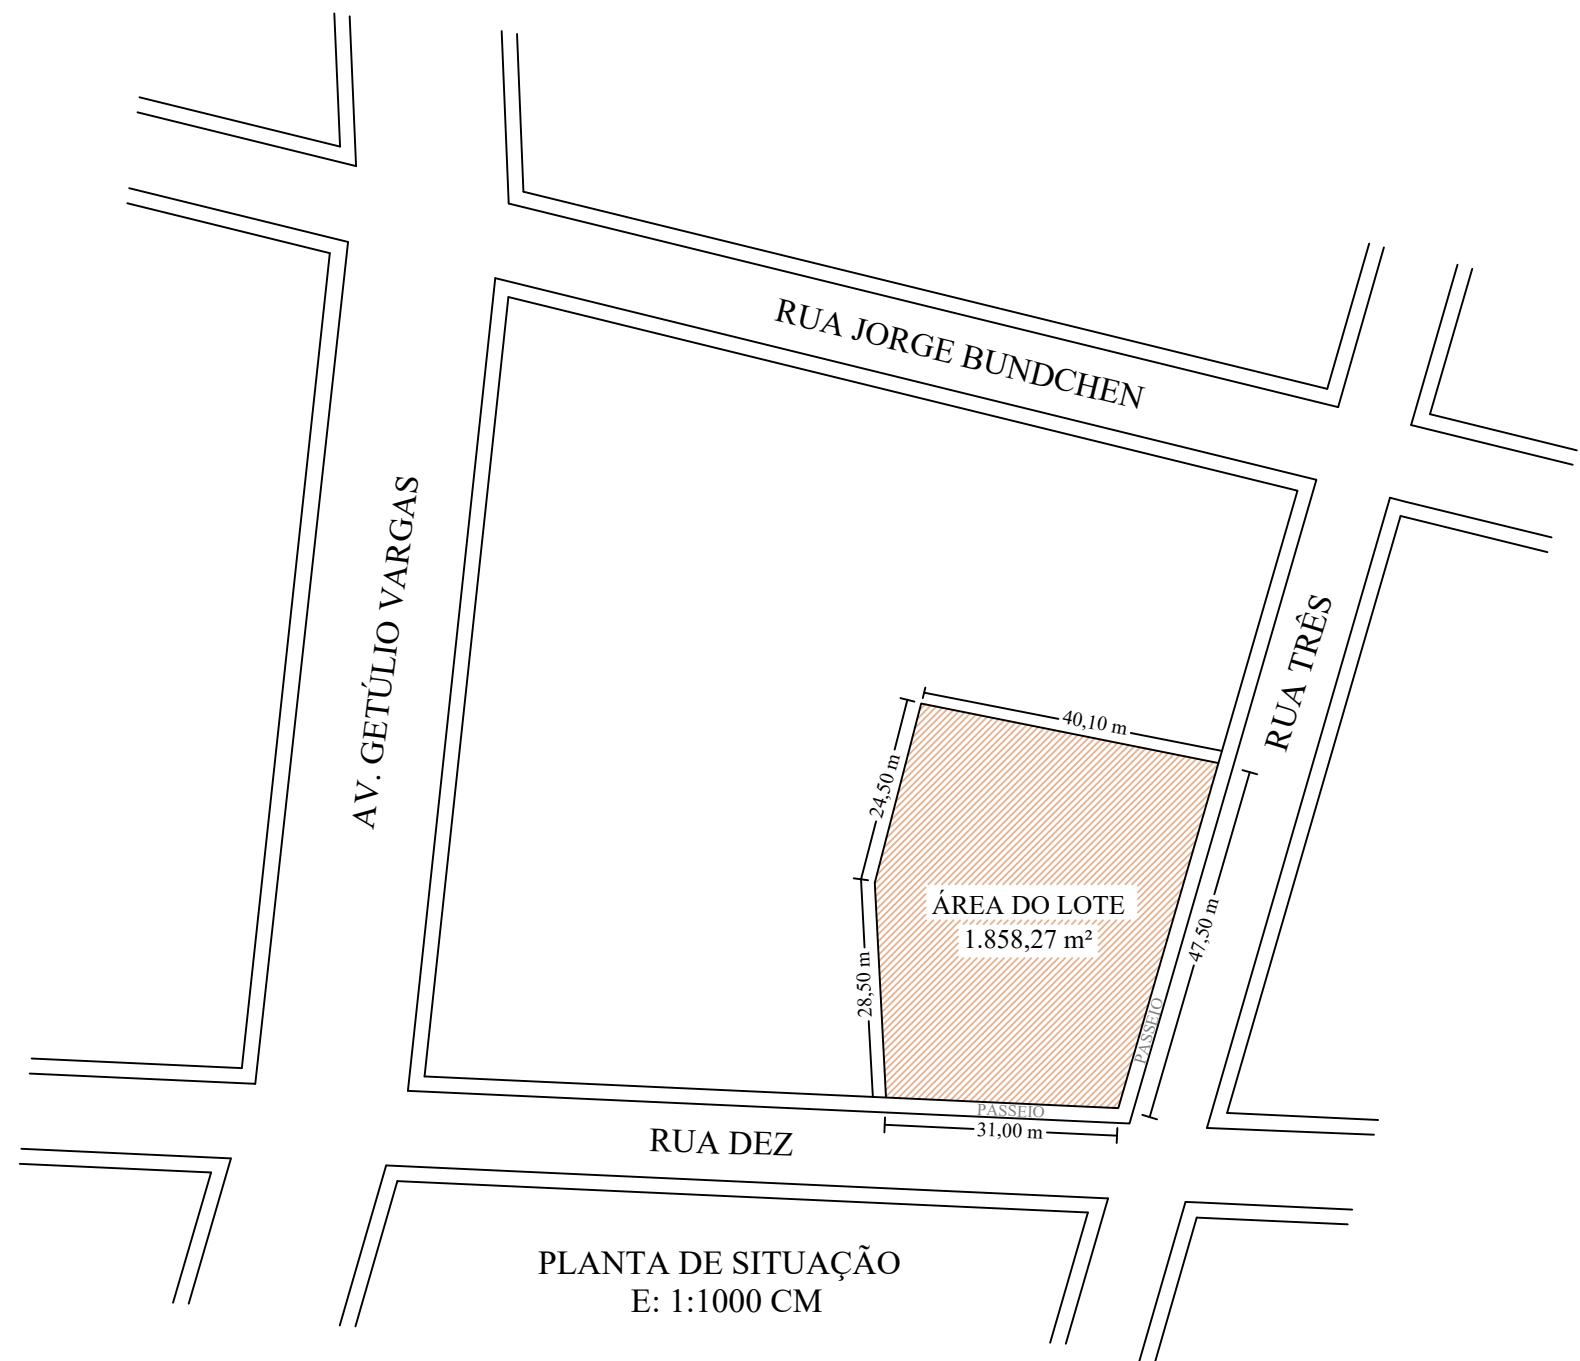 RUA JORGE BUNDCHEN
AV. GETÚLIO VARGAS
RUA TRÊS
40,10 m
24,50 m
ÁREA DO LOTE
1.858,27 m²
47,50 m
28,50 m
PASSEIO
PASSEIO
31,00 m
RUA DEZ
PLANTA DE SITUAÇÃO
E: 1:1000 CM